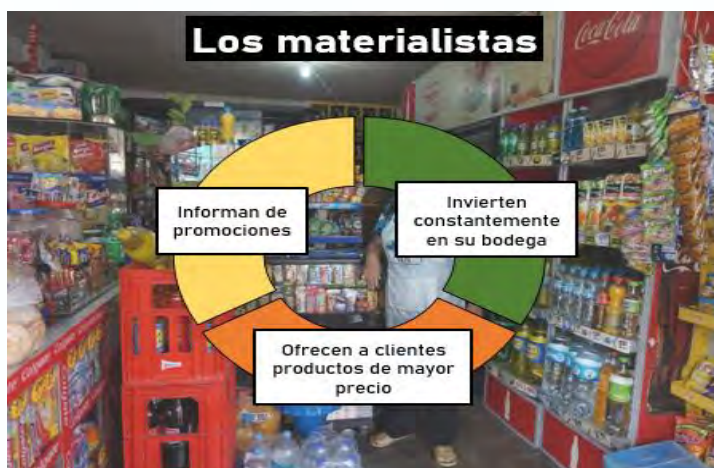 Los materialistas
Coca-Cola
Informan de
promociones
Invierten
constantemente
en su bodega
Ofrecen a clientes
productos de mayor
precio